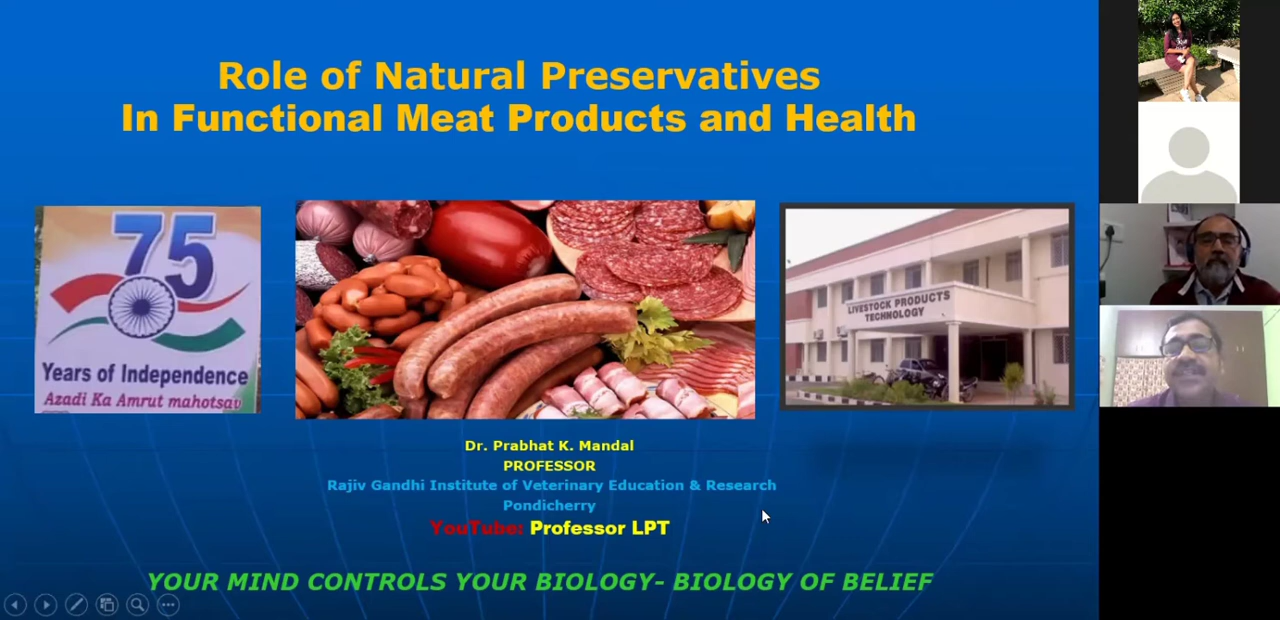 Role of Natural Preservatives
In Functional Meat Products and Health
75
Years of Independence
Azadi Ka Amrut mahotsav
LIVESTOCK PRODUCTS
TECHNOLOGY
Dr. Prabhat K. Mandal
PROFESSOR
Rajiv Gandhi Institute of Veterinary Education & Research
Pondicherry
YouTube: Professor LPT
YOUR MIND CONTROLS YOUR BIOLOGY- BIOLOGY OF BELIEF